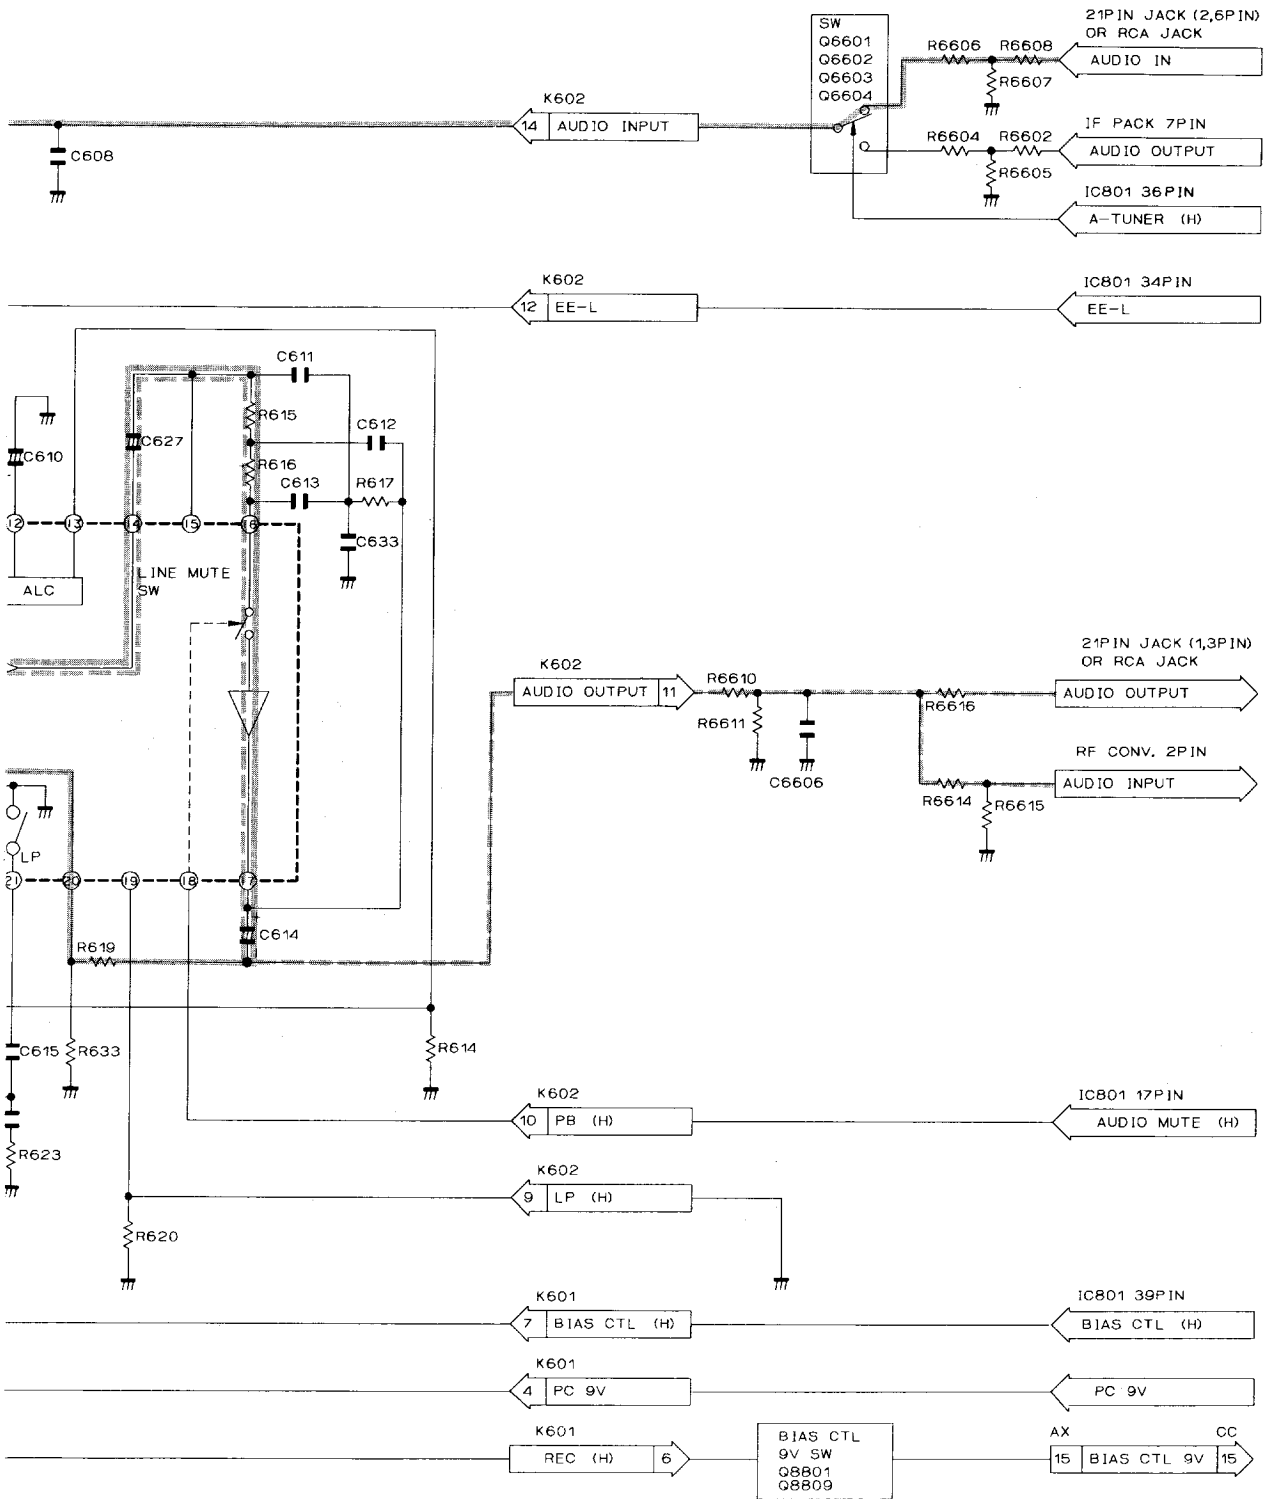 21PIN JACK (2,6PIN)
OR RCA JACK
AUDIO IN
SW
Q6601
Q6602
Q6603
Q6604
R6606
R6608
R6607
K602
14 AUDIO INPUT
C608
IF PACK 7PIN
AUDIO OUTPUT
R6604
R6602
R6605
IC801 36PIN
A-TUNER (H)
K602
12 EE-L
IC801 34PIN
EE-L
C611
R615
C612
C627
C610
R616
C613
R617
12
13
14
15
16
C633
ALC
LINE MUTE
SW
21PIN JACK (1,3PIN)
OR RCA JACK
K602
AUDIO OUTPUT 11
R6610
R6611
C6606
R6616
AUDIO OUTPUT
RF CONV. 2PIN
AUDIO INPUT
R6614
R6615
LP
21
20
19
18
17
C614
R619
C615
R633
R614
K602
10 PB (H)
IC801 17PIN
AUDIO MUTE (H)
R623
K602
9 LP (H)
R620
K601
7 BIAS CTL (H)
IC801 39PIN
BIAS CTL (H)
K601
4 PC 9V
PC 9V
K601
REC (H) 6
BIAS CTL
9V SW
Q8801
Q8809
AX
CC
15 BIAS CTL 9V 15